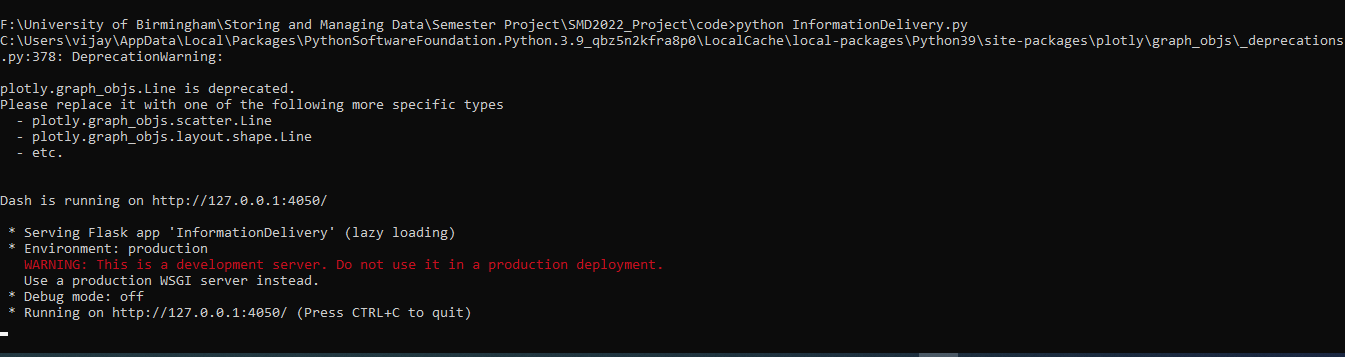 F:\University of Birmingham\Storing and Managing Data\Semester Project\SMD2022_Project\code>python InformationDelivery.py
C:\Users\vijay\AppData\Local\Packages\PythonSoftwareFoundation.Python.3.9_qbz5n2kfra8p0\LocalCache\local-packages\Python39\site-packages\plotly\graph_objs\_deprecations
.py:378: DeprecationWarning:
plotly.graph_objs.Line is deprecated.
Please replace it with one of the following more specific types
  - plotly.graph_objs.scatter.Line
  - plotly.graph_objs.layout.shape.Line
  - etc.
Dash is running on http://127.0.0.1:4050/
 * Serving Flask app 'InformationDelivery' (lazy loading)
 * Environment: production
   WARNING: This is a development server. Do not use it in a production deployment.
   Use a production WSGI server instead.
 * Debug mode: off
 * Running on http://127.0.0.1:4050/ (Press CTRL+C to quit)